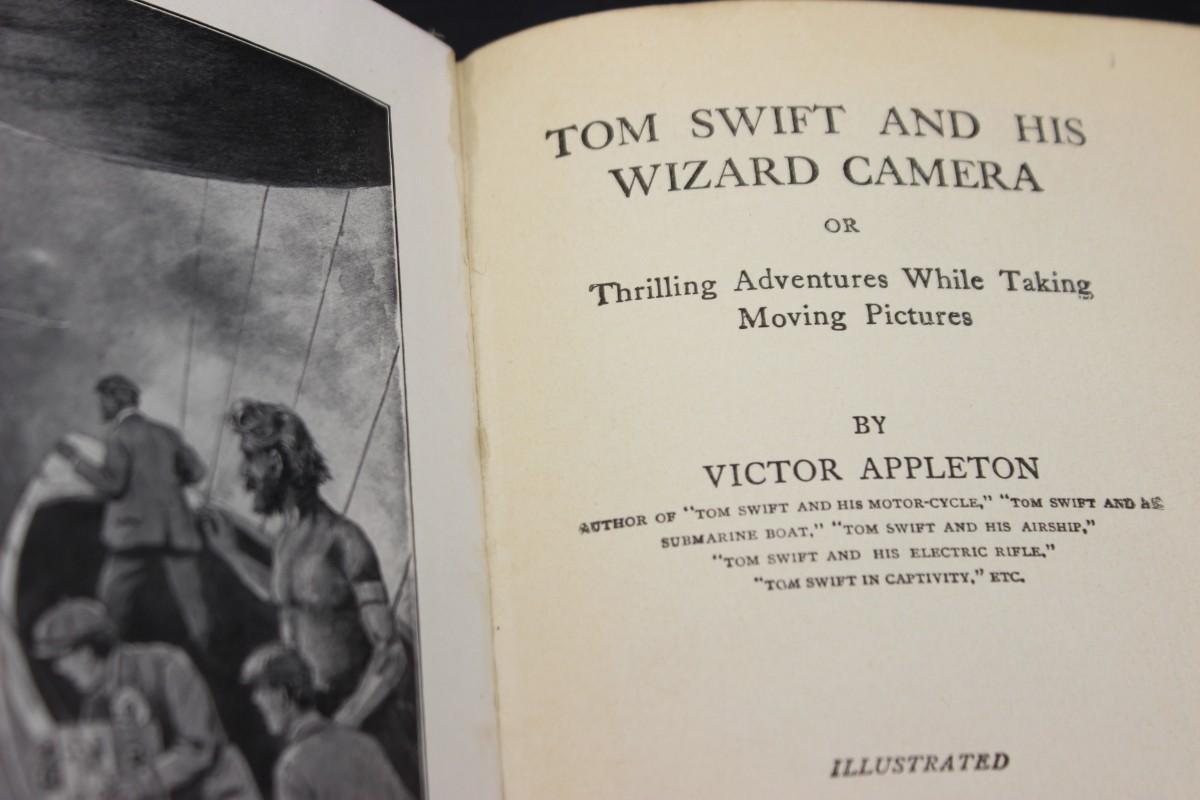 TOM SWIFT AND HIS
WIZARD CAMERA
OR
Thrilling Adventures While Taking
Moving Pictures
BY
VICTOR APPLETON
AUTHOR OF "TOM SWIFT AND HIS MOTOR-CYCLE," "TOM SWIFT AND HIS
SUBMARINE BOAT," "TOM SWIFT AND HIS AIRSHIP,"
"TOM SWIFT AND HIS ELECTRIC RIFLE,"
"TOM SWIFT IN CAPTIVITY," ETC.
ILLUSTRATED